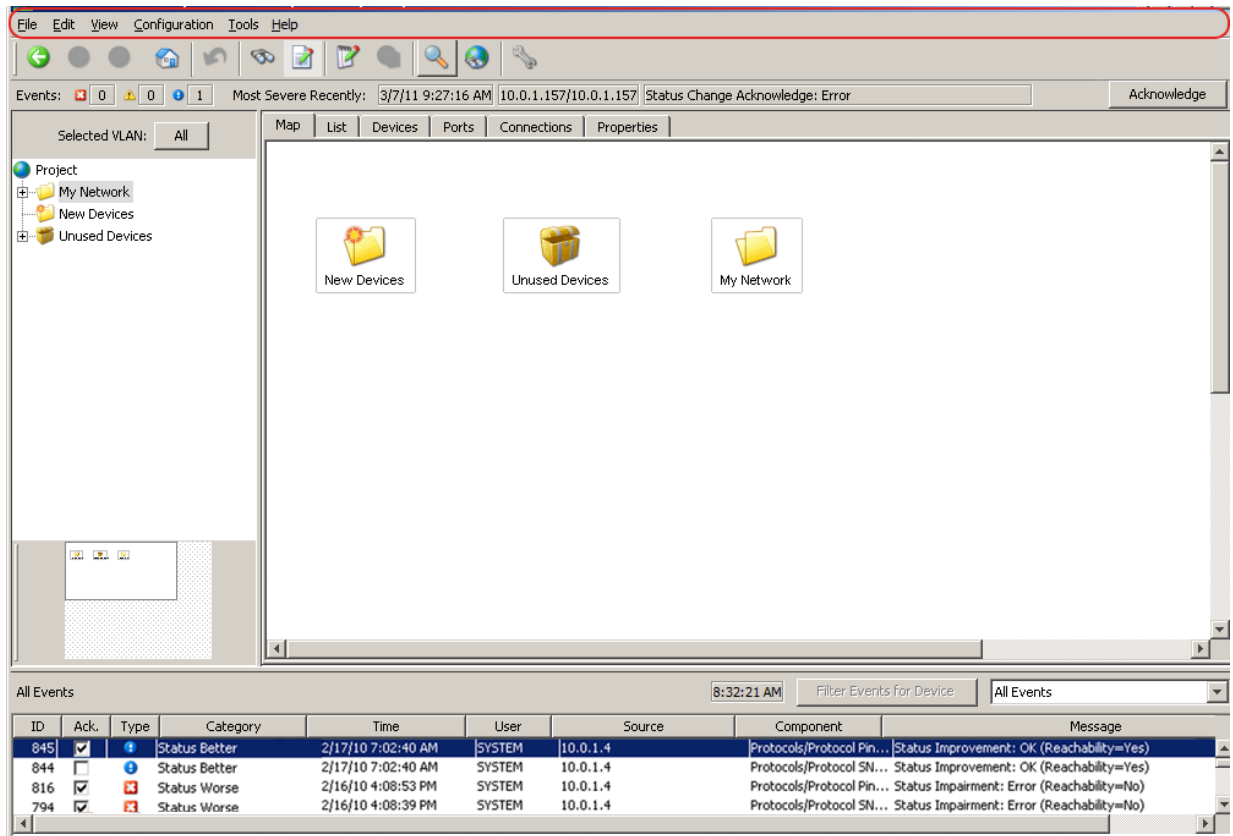 File Edit View Configuration Tools Help
Events: 0 0 1 Most Severe Recently: 3/7/11 9:27:16 AM 10.0.1.157/10.0.1.157 Status Change Acknowledge: Error Acknowledge
Selected VLAN: All
Map List Devices Ports Connections Properties
Project
My Network
New Devices
Unused Devices
New Devices Unused Devices My Network
All Events 8:32:21 AM Filter Events for Device All Events
ID Ack. Type Category Time User Source Component Message
845 Status Better 2/17/10 7:02:40 AM SYSTEM 10.0.1.4 Protocols/Protocol Pin... Status Improvement: OK (Reachability=Yes)
844 Status Better 2/17/10 7:02:40 AM SYSTEM 10.0.1.4 Protocols/Protocol SN... Status Improvement: OK (Reachability=Yes)
816 Status Worse 2/16/10 4:08:53 PM SYSTEM 10.0.1.4 Protocols/Protocol Pin... Status Impairment: Error (Reachability=No)
794 Status Worse 2/16/10 4:08:39 PM SYSTEM 10.0.1.4 Protocols/Protocol SN... Status Impairment: Error (Reachability=No)